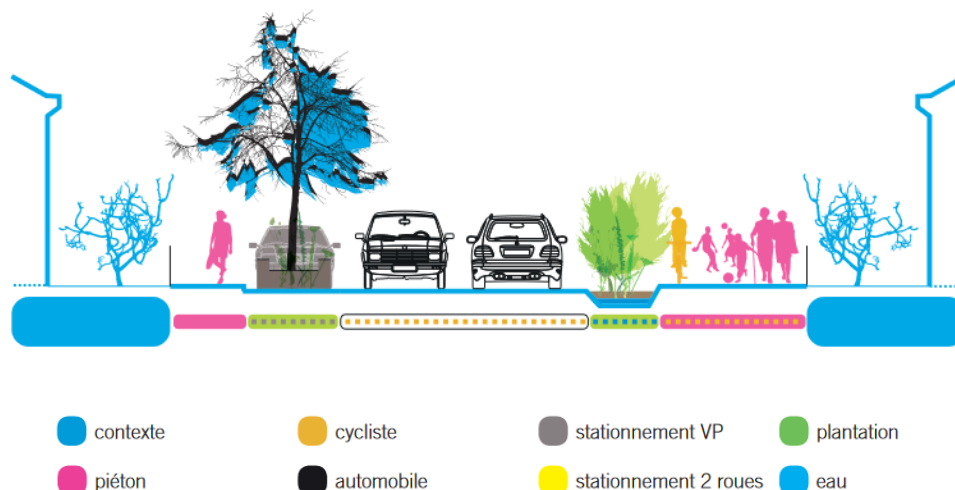 contexte cycliste stationnement VP plantation
piéton automobile stationnement 2 roues eau